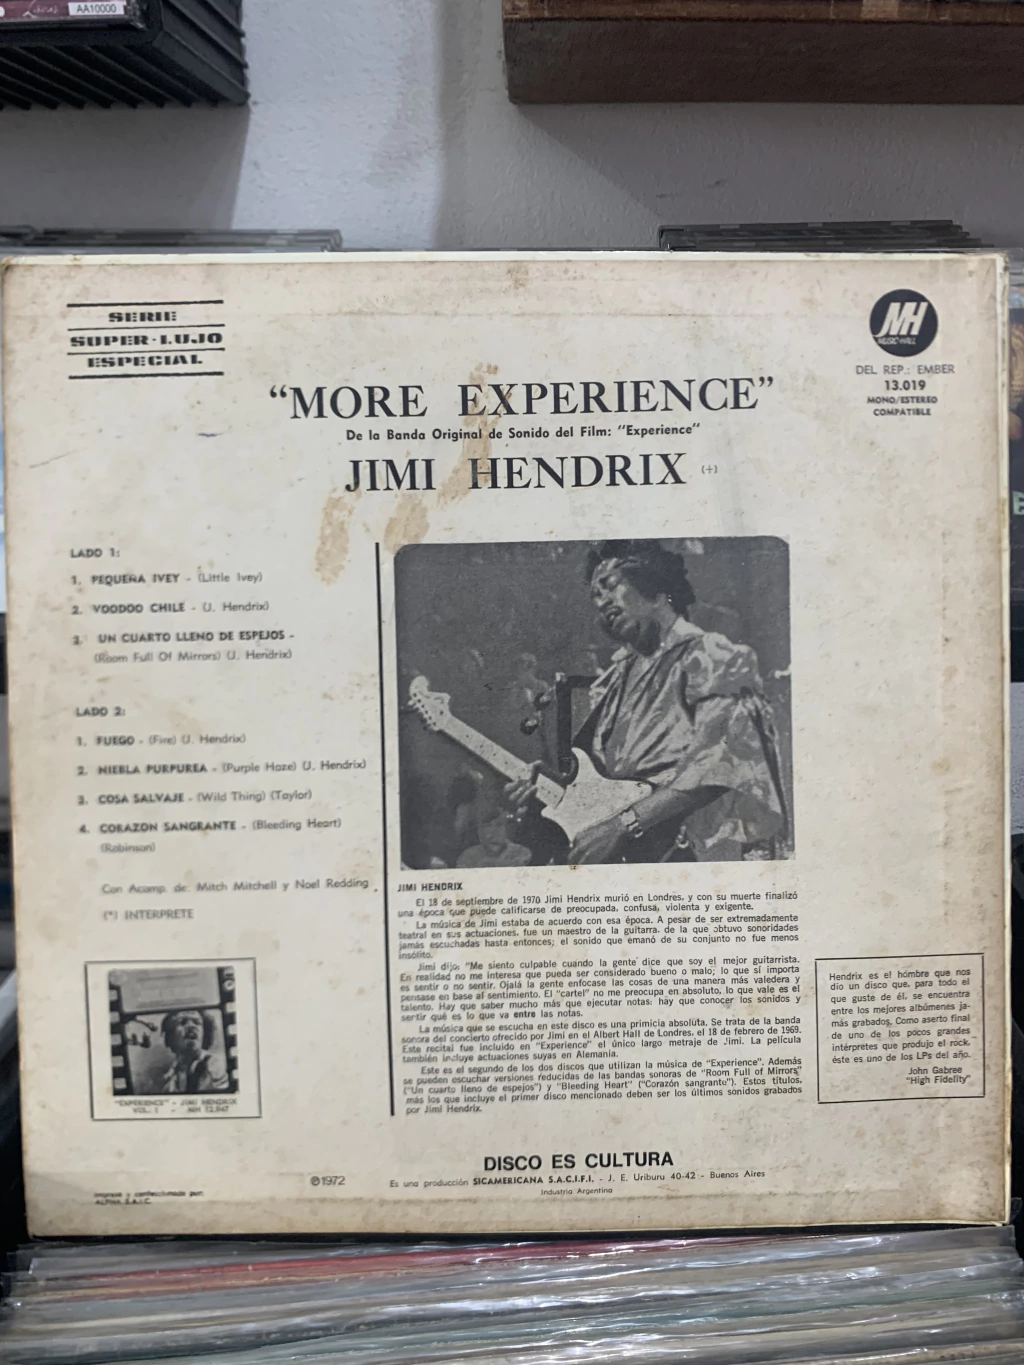 AA10000
SERIE
SUPER-LUJO
ESPECIAL
MH
MUSIC-HALL
DEL REP.: EMBER
13.019
MONO/ESTEREO
COMPATIBLE
"MORE EXPERIENCE"
De la Banda Original de Sonido del Film: "Experience"
JIMI HENDRIX (+)
LADO 1:
1. PEQUEÑA IVEY - (Little Ivey)
2. VOODOO CHILE - (J. Hendrix)
3. UN CUARTO LLENO DE ESPEJOS -
(Room Full Of Mirrors) (J. Hendrix)
LADO 2:
1. FUEGO - (Fire) (J. Hendrix)
2. NIEBLA PURPUREA - (Purple Haze) (J. Hendrix)
3. COSA SALVAJE - (Wild Thing) (Taylor)
4. CORAZON SANGRANTE - (Bleeding Heart)
(Robinson)
Con Acomp. de: Mitch Mitchell y Noel Redding
(*) INTERPRETE
JIMI HENDRIX
El 18 de septiembre de 1970 Jimi Hendrix murió en Londres, y con su muerte finalizó
una época que puede calificarse de preocupada, confusa, violenta y exigente.
La música de Jimi estaba de acuerdo con esa época. A pesar de ser extremadamente
teatral en sus actuaciones, fue un maestro de la guitarra, de la que obtuvo sonoridades
jamás escuchadas hasta entonces; el sonido que emanó de su conjunto no fue menos
insólito.
Jimi dijo: "Me siento culpable cuando la gente dice que soy el mejor guitarrista.
En realidad no me interesa que pueda ser considerado bueno o malo; lo que sí importa
es sentir o no sentir. Ojalá la gente enfocase las cosas de una manera más valedera y
pensase en base al sentimiento. El "cartel" no me preocupa en absoluto, lo que vale es el
talento. Hay que saber mucho más que ejecutar notas: hay que conocer los sonidos y
sertir qué es lo que va entre las notas.
La música que se escucha en este disco es una primicia absoluta. Se trata de la banda
sonora del concierto ofrecido por Jimi en el Albert Hall de Londres, el 18 de febrero de 1969.
Este recital fue incluido en "Experience" el único largo metraje de Jimi. La película
también incluye actuaciones suyas en Alemania.
Este es el segundo de los dos discos que utilizan la música de "Experience". Además
se pueden escuchar versiones reducidas de las bandas sonoras de "Room Full of Mirrors"
("Un cuarto lleno de espejos") y "Bleeding Heart" ("Corazón sangrante"). Estos títulos,
más los que incluye el primer disco mencionado deben ser los últimos sonidos grabados
por Jimi Hendrix.
Hendrix es el hombre que nos
dio un disco que, para todo el
que guste de él, se encuentra
entre los mejores albúmenes ja-
más grabados. Como aserto final
de uno de los pocos grandes
intérpretes que produjo el rock,
éste es uno de los LPs del año.
John Gabree
"High Fidelity"
"EXPERIENCE" - JIMI HENDRIX
VOL. 1 - MH 12.947
DISCO ES CULTURA
℗1972
Es una producción SICAMERICANA S.A.C.I.F.I. - J. E. Uriburu 40-42 - Buenos Aires
Industria Argentina
Impreso y confeccionado por:
ALPHA S.A.I.C.